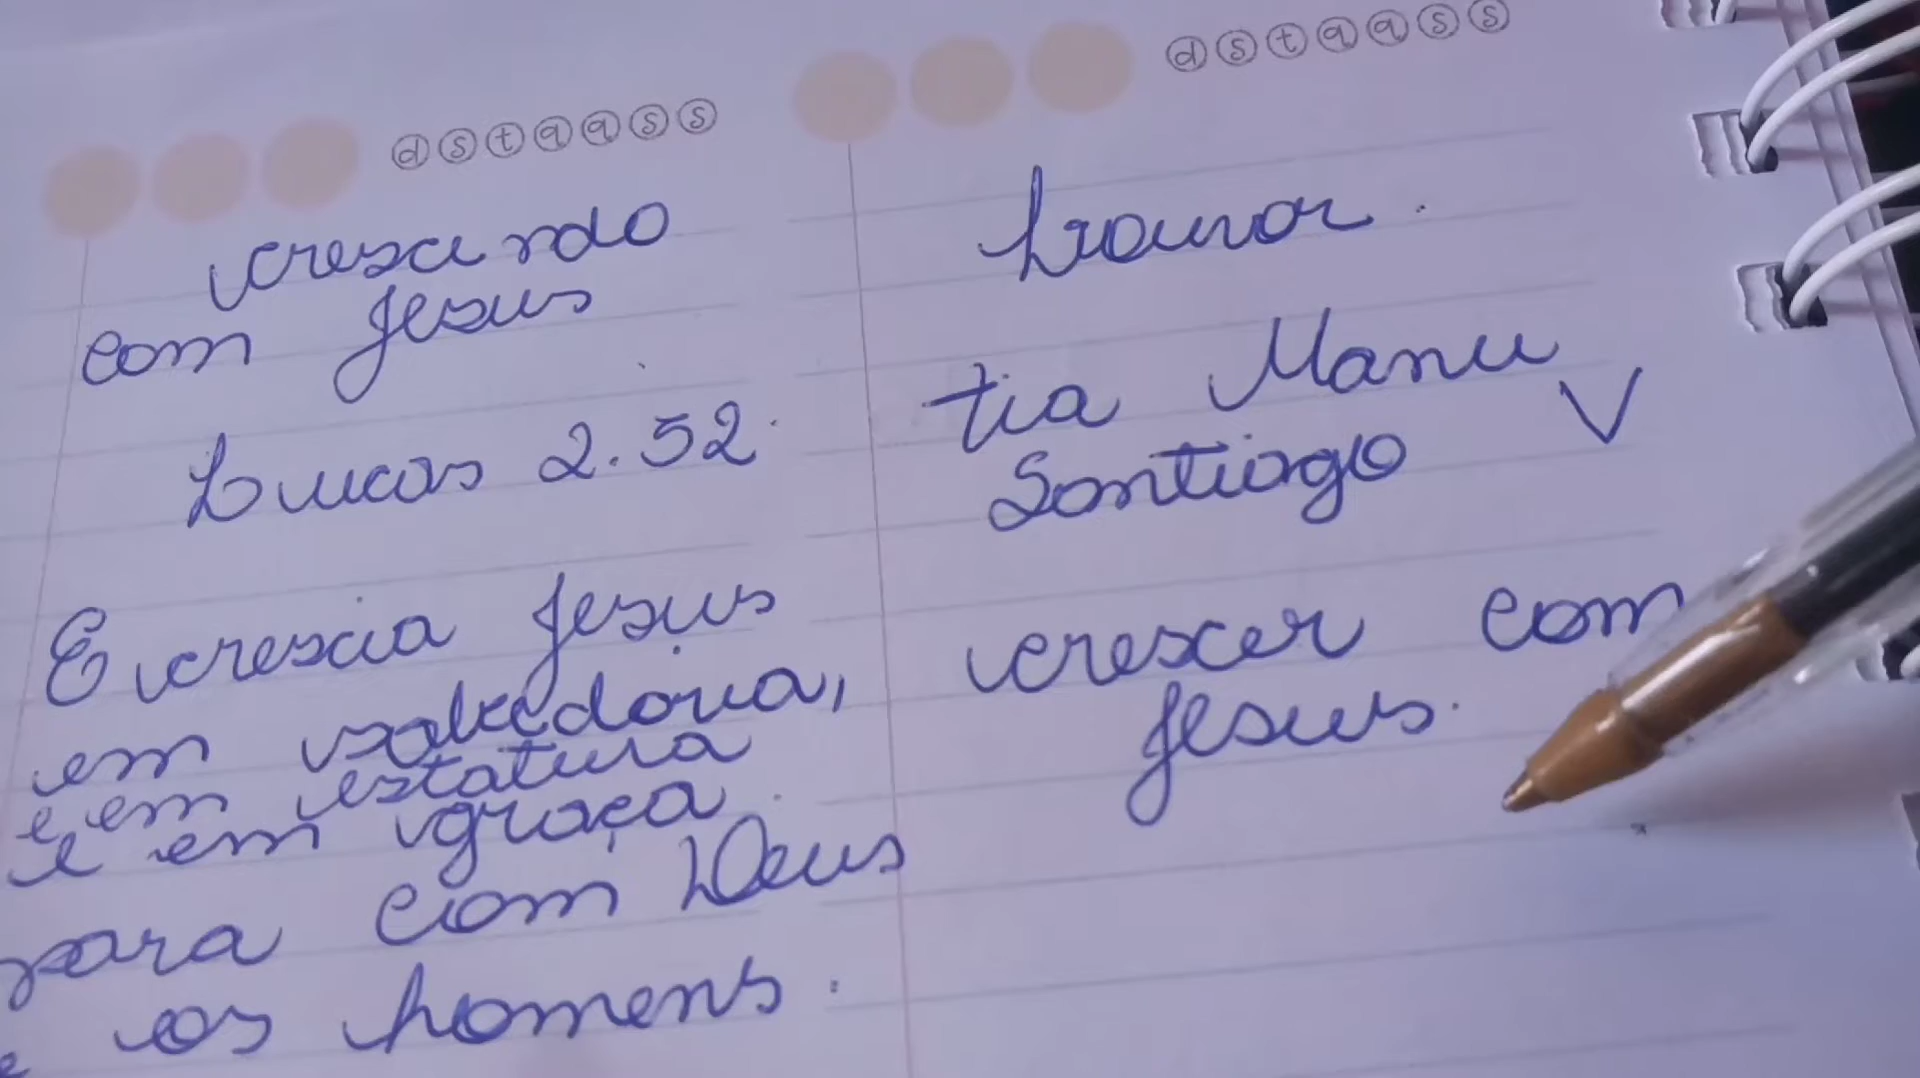 d s t q q s s
crescendo
com Jesus
Lucas 2.52.
E crescia Jesus
em sabedoria,
e em estatura
e em graça
para com Deus
e os homens.
d s t q q s s
Louvor.
tia Manu
Santiago
crescer com
Jesus.